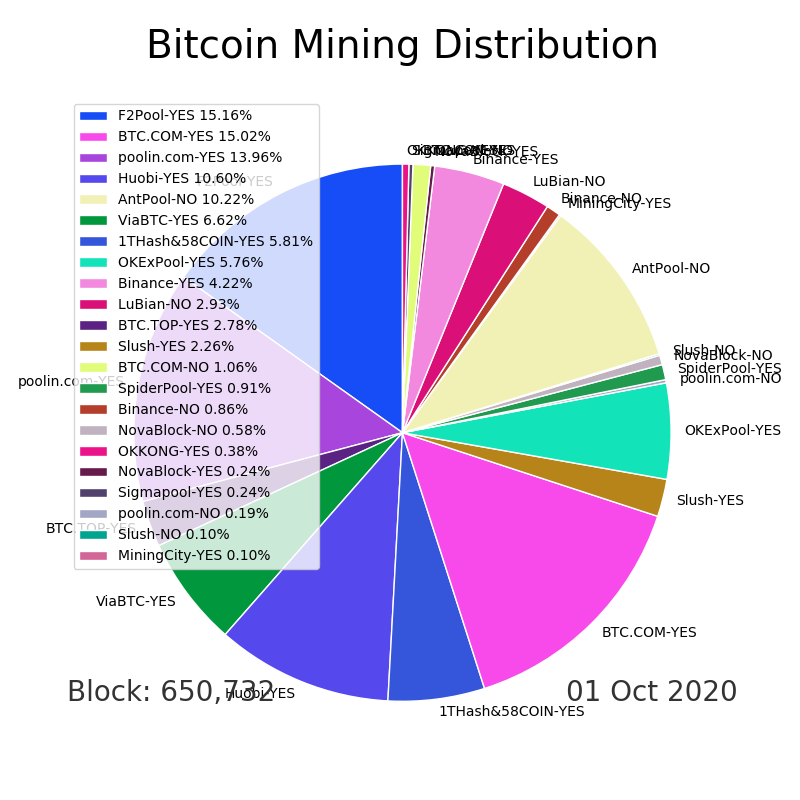 Bitcoin Mining Distribution
F2Pool-YES 15.16%
BTC.COM-YES 15.02%
poolin.com-YES 13.96%
Huobi-YES 10.60%
AntPool-NO 10.22%
ViaBTC-YES 6.62%
1THash&58COIN-YES 5.81%
OKExPool-YES 5.76%
Binance-YES 4.22%
LuBian-NO 2.93%
BTC.TOP-YES 2.78%
Slush-YES 2.26%
BTC.COM-NO 1.06%
SpiderPool-YES 0.91%
Binance-NO 0.86%
NovaBlock-NO 0.58%
OKKONG-YES 0.38%
NovaBlock-YES 0.24%
Sigmapool-YES 0.24%
poolin.com-NO 0.19%
Slush-NO 0.10%
MiningCity-YES 0.10%
Binance-YES
LuBian-NO
Binance-NO
MiningCity-YES
AntPool-NO
Slush-NO
NovaBlock-NO
SpiderPool-YES
poolin.com-NO
OKExPool-YES
Slush-YES
BTC.COM-YES
1THash&58COIN-YES
Huobi-YES
ViaBTC-YES
BTC.TOP-YES
poolin.com-YES
F2Pool-YES
Block: 650,732
01 Oct 2020